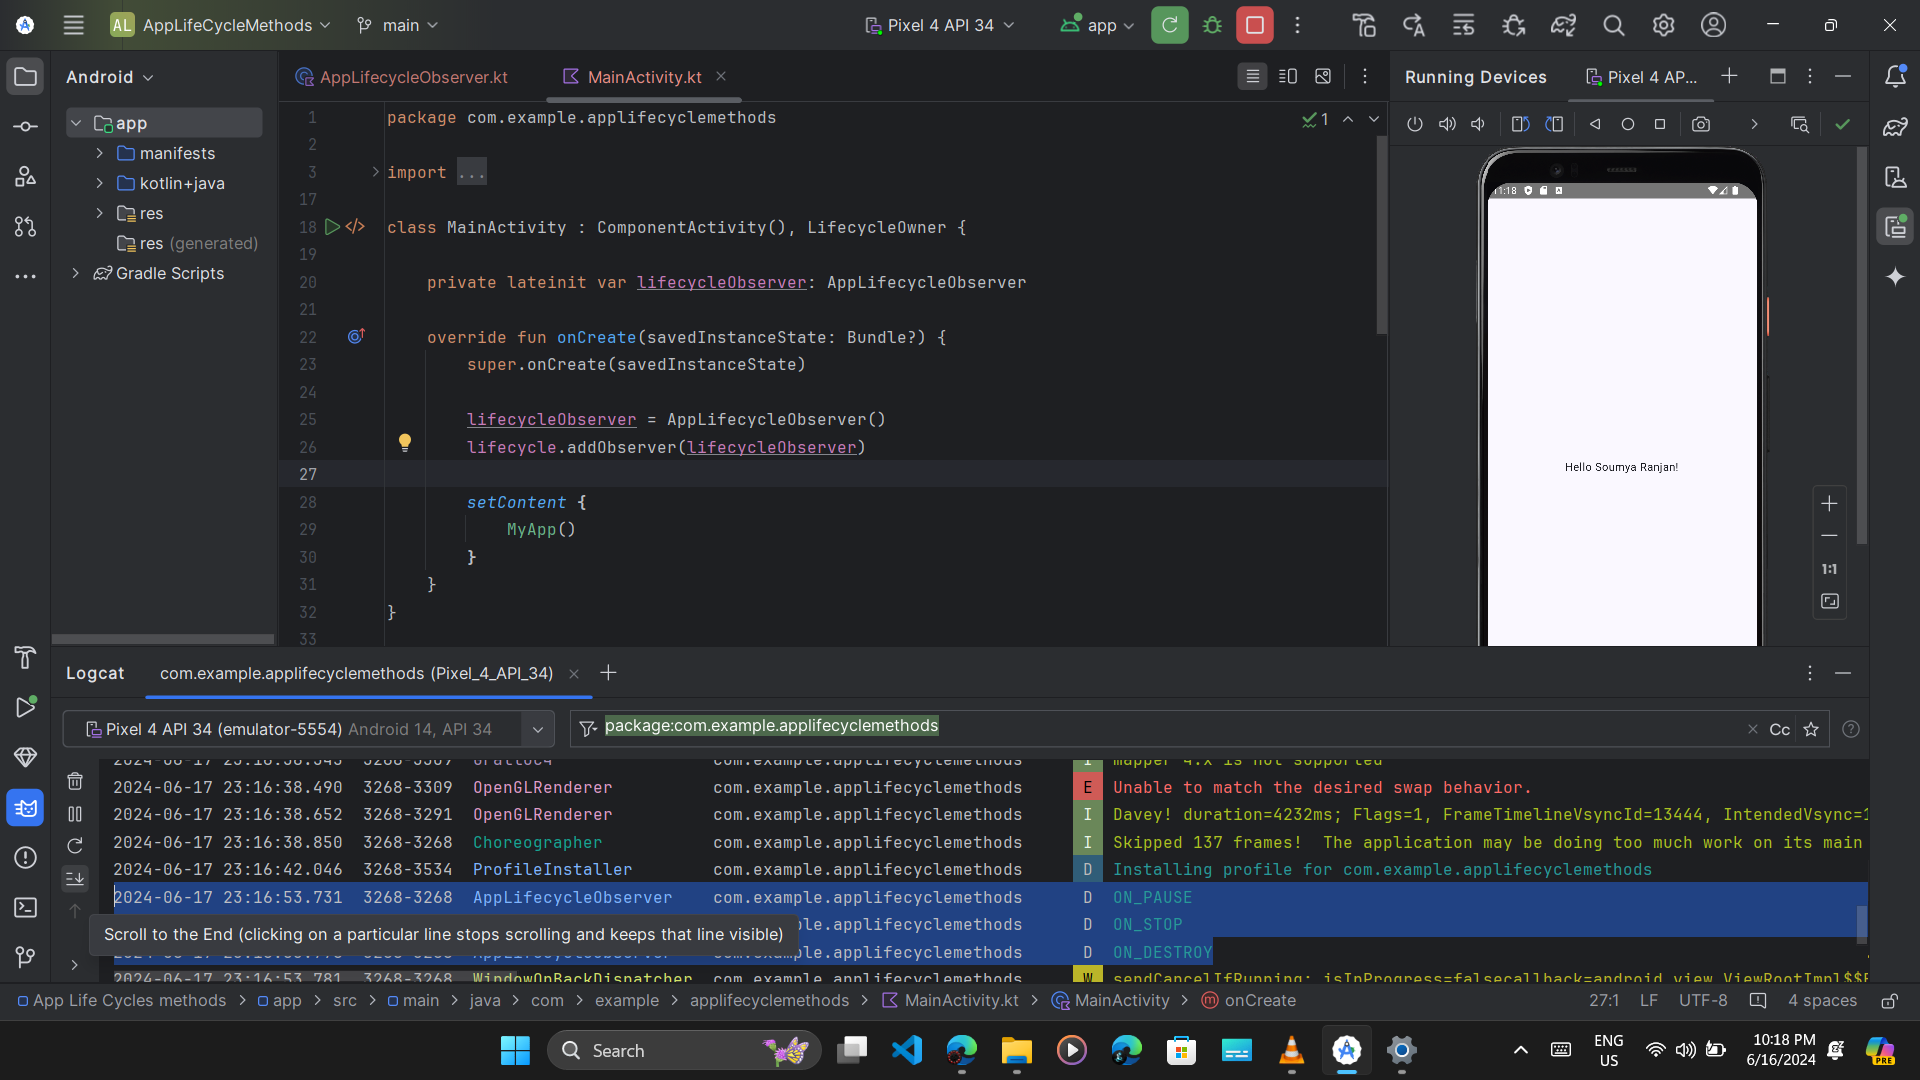 AL AppLifeCycleMethods main Pixel 4 API 34 app
Android
app
manifests
kotlin+java
res
res (generated)
Gradle Scripts
AppLifecycleObserver.kt MainActivity.kt
1 package com.example.applifecyclemethods
1
2
3 import ...
17
18 class MainActivity : ComponentActivity(), LifecycleOwner {
19
20 private lateinit var lifecycleObserver: AppLifecycleObserver
21
22 override fun onCreate(savedInstanceState: Bundle?) {
23 super.onCreate(savedInstanceState)
24
25 lifecycleObserver = AppLifecycleObserver()
26 lifecycle.addObserver(lifecycleObserver)
27
28 setContent {
29 MyApp()
30 }
31 }
32 }
33
Running Devices Pixel 4 AP...
11:18
Hello Soumya Ranjan!
1:1
Logcat com.example.applifecyclemethods (Pixel_4_API_34)
Pixel 4 API 34 (emulator-5554) Android 14, API 34 package:com.example.applifecyclemethods Cc
mapper 4.x is not supported
2024-06-17 23:16:38.490 3268-3309 OpenGLRenderer com.example.applifecyclemethods E Unable to match the desired swap behavior.
2024-06-17 23:16:38.652 3268-3291 OpenGLRenderer com.example.applifecyclemethods I Davey! duration=4232ms; Flags=1, FrameTimelineVsyncId=13444, IntendedVsync=1
2024-06-17 23:16:38.850 3268-3268 Choreographer com.example.applifecyclemethods I Skipped 137 frames! The application may be doing too much work on its main
2024-06-17 23:16:42.046 3268-3534 ProfileInstaller com.example.applifecyclemethods D Installing profile for com.example.applifecyclemethods
2024-06-17 23:16:53.731 3268-3268 AppLifecycleObserver com.example.applifecyclemethods D ON_PAUSE
ple.applifecyclemethods D ON_STOP
ple.applifecyclemethods D ON_DESTROY
Scroll to the End (clicking on a particular line stops scrolling and keeps that line visible)
2024-06-17 23:16:53.781 3268-3268 WindowOnBackDispatcher com.example.applifecyclemethods W sendCancelIfRunning: isInProgress=falsecallback=android.view.ViewRootImpl$$E
App Life Cycles methods app src main java com example applifecyclemethods MainActivity.kt MainActivity onCreate 27:1 LF UTF-8 4 spaces
Search
ENG
US
10:18 PM
6/16/2024
PRE